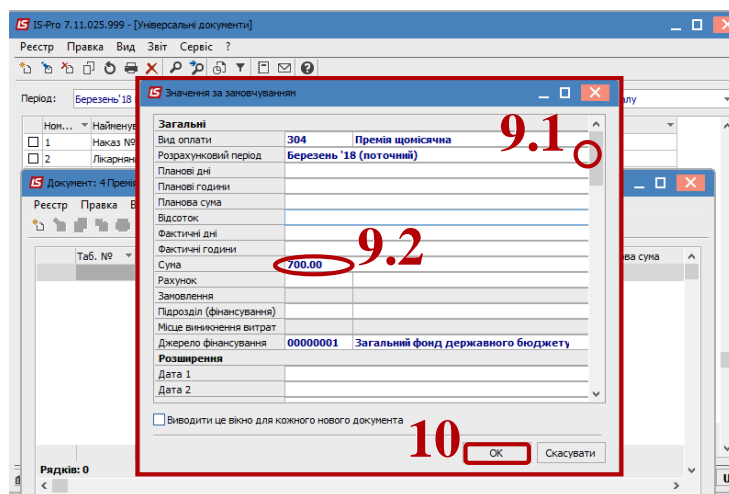 IS-Pro 7.11.025.999 - [Універсальні документи]
Реєстр Правка Вид Звіт Сервіс ?
Період: Березень'18
Ном... Найменув
1 Наказ №
2 Лікарнян
Документ: 4 Премія
Реєстр Правка В
Таб. №
ва сума
Рядків: 0
Значення за замовчуванням
Загальні
Вид оплати 304 Премія щомісячна
9.1
Розрахунковий період Березень '18 (поточний)
Планові дні
Планові години
Планова сума
Відсоток
Фактичні дні
Фактичні години
9.2
Сума 700.00
Рахунок
Замовлення
Підрозділ (фінансування)
Місце виникнення витрат
Джерело фінансування 00000001 Загальний фонд державного бюджету
Розширення
Дата 1
Дата 2
Виводити це вікно для кожного нового документа
10
ОК Скасувати